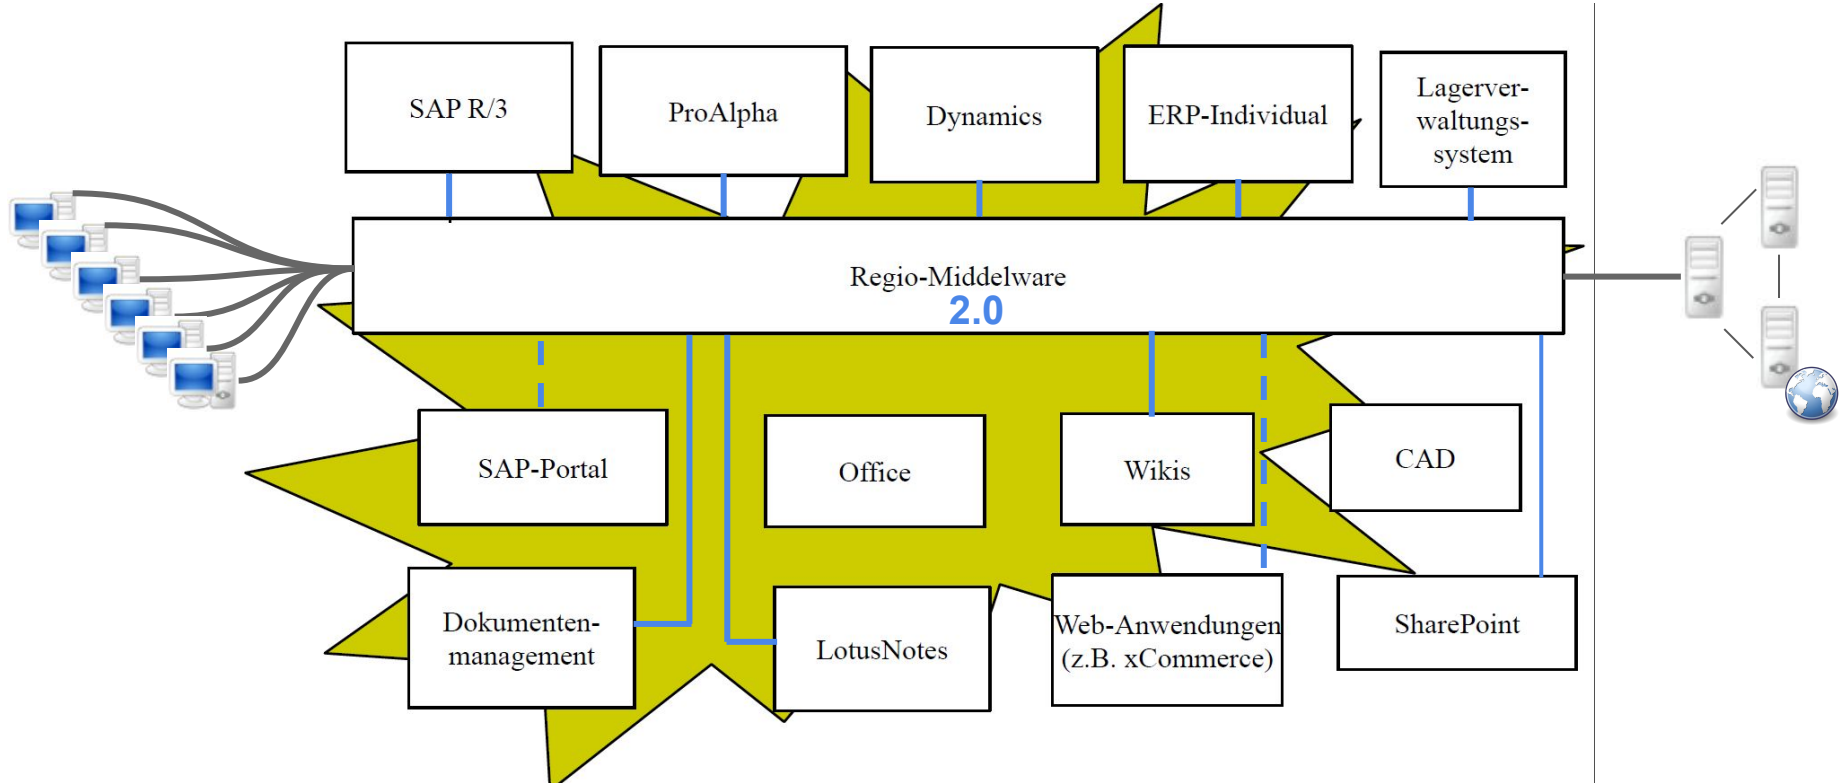 SAP R/3
ProAlpha
Dynamics
ERP-Individual
Lagerver-
waltungs-
system
Regio-Middelware
2.0
SAP-Portal
Office
Wikis
CAD
Dokumenten-
management
LotusNotes
Web-Anwendungen
(z.B. xCommerce)
SharePoint